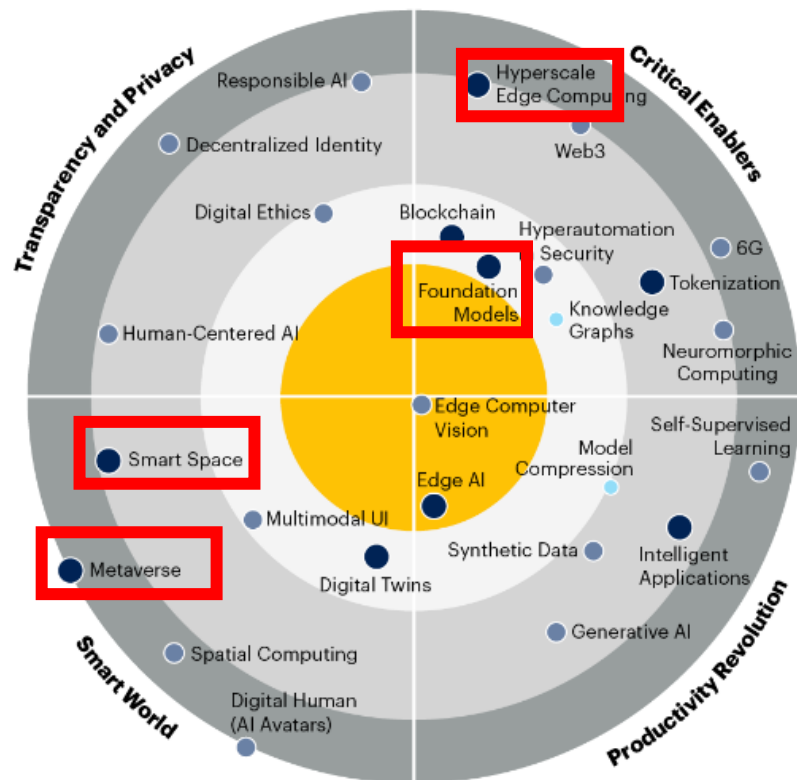 Transparency and Privacy
Critical Enablers
Responsible AI
Hyperscale
Edge Computing
Decentralized Identity
Web3
Digital Ethics
Blockchain
Hyperautomation
in Security
6G
Foundation
Models
Tokenization
Knowledge
Graphs
Human-Centered AI
Neuromorphic
Computing
Edge Computer
Vision
Self-Supervised
Learning
Smart Space
Model
Compression
Edge AI
Multimodal UI
Metaverse
Digital Twins
Synthetic Data
Intelligent
Applications
Generative AI
Spatial Computing
Digital Human
(AI Avatars)
Smart World
Productivity Revolution